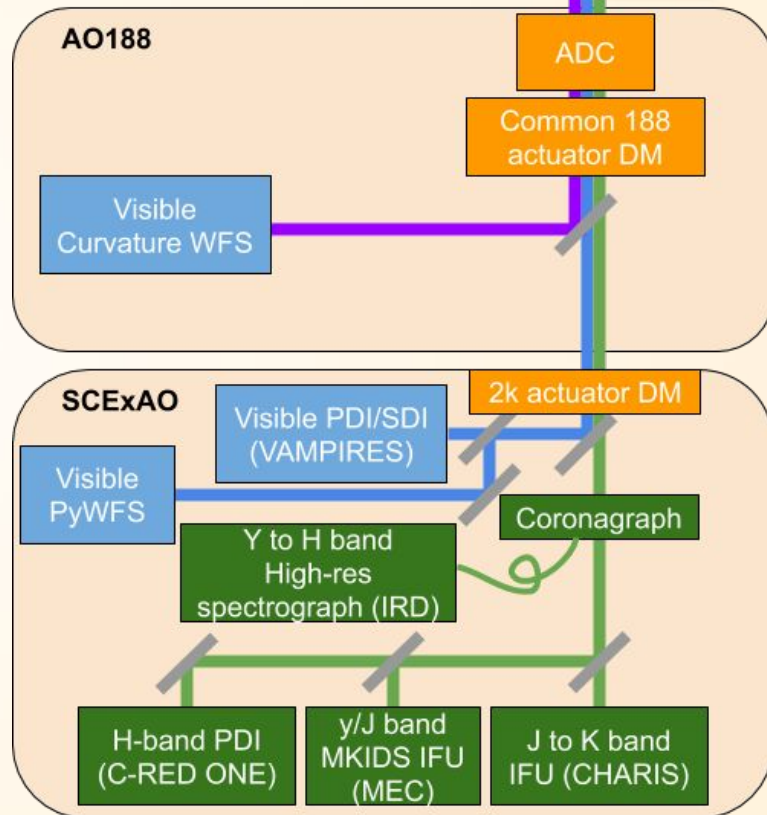 AO188
ADC
Common 188
actuator DM
Visible
Curvature WFS
SCExAO
2k actuator DM
Visible PDI/SDI
(VAMPIRES)
Visible
PyWFS
Coronagraph
Y to H band
High-res
spectrograph (IRD)
H-band PDI
(C-RED ONE)
y/J band
MKIDS IFU
(MEC)
J to K band
IFU (CHARIS)